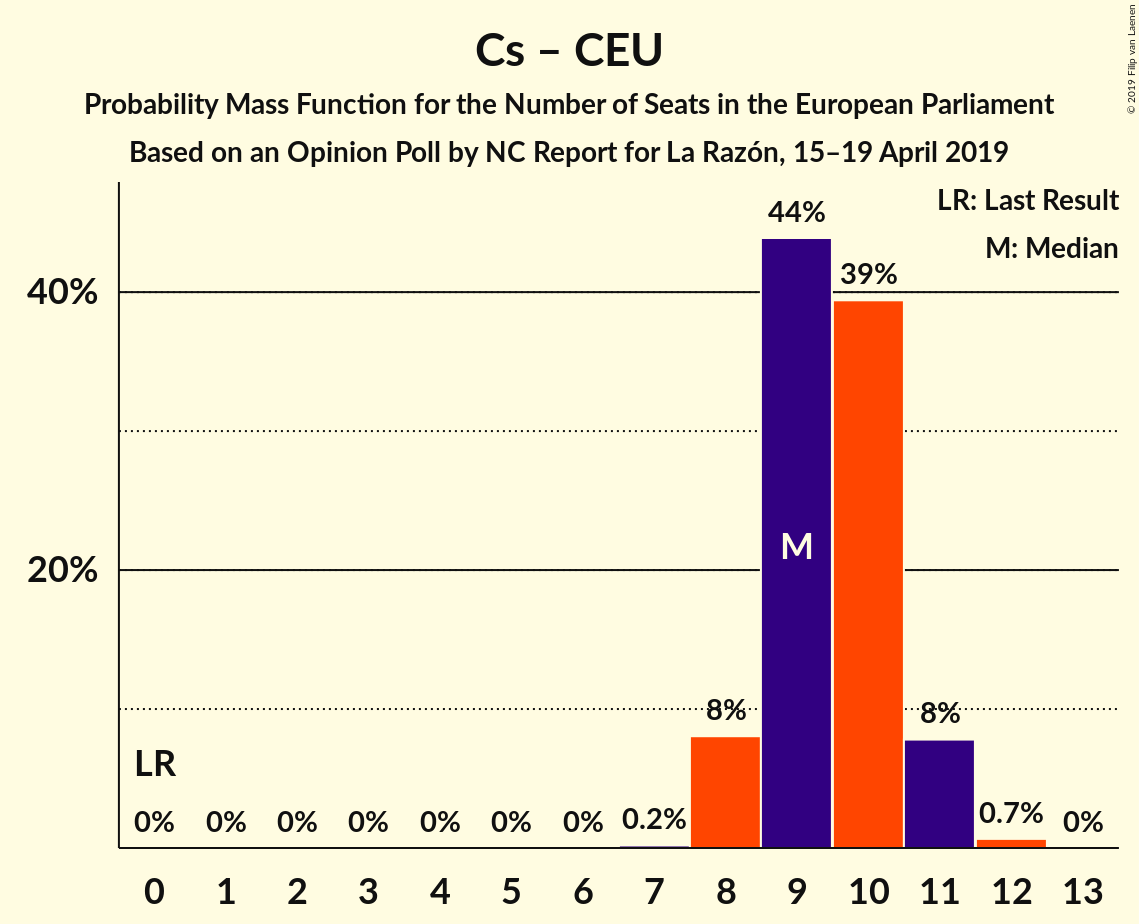 Cs – CEU
Probability Mass Function for the Number of Seats in the European Parliament
Based on an Opinion Poll by NC Report for La Razón, 15–19 April 2019
© 2019 Filip van Laenen
LR: Last Result
M: Median
44%
39%
40%
M
20%
8%
8%
LR
0% 0% 0% 0% 0% 0% 0% 0.2% 0.7% 0%
0 1 2 3 4 5 6 7 8 9 10 11 12 13